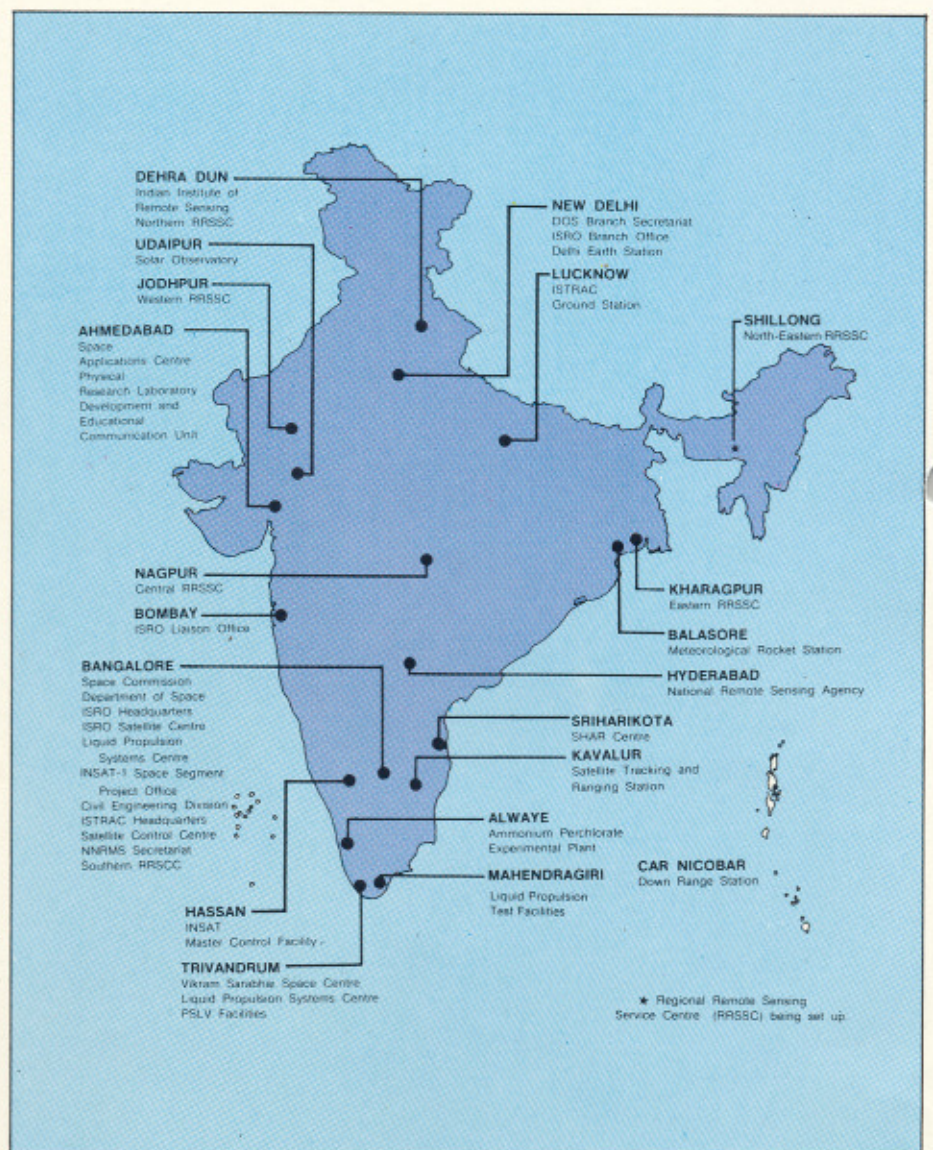 DEHRA DUN
Indian Institute of
Remote Sensing
Northern RRSSC
UDAIPUR
Solar Observatory
JODHPUR
Western RRSSC
AHMEDABAD
Space
Applications Centre
Physical
Research Laboratory
Development and
Educational
Communication Unit
NEW DELHI
DOS Branch Secretariat
ISRO Branch Office
Delhi Earth Station
LUCKNOW
ISTRAC
Ground Station
SHILLONG
North-Eastern RRSSC
NAGPUR
Central RRSSC
BOMBAY
ISRO Liaison Office
KHARAGPUR
Eastern RRSSC
BALASORE
Meteorological Rocket Station
HYDERABAD
National Remote Sensing Agency
BANGALORE
Space Commission
Department of Space
ISRO Headquarters
ISRO Satellite Centre
Liquid Propulsion
Systems Centre
INSAT-1 Space Segment
Project Office
Civil Engineering Division
ISTRAC Headquarters
Satellite Control Centre
NNRMS Secretariat
Southern RRSCC
SRIHARIKOTA
SHAR Centre
KAVALUR
Satellite Tracking and
Ranging Station
ALWAYE
Ammonium Perchlorate
Experimental Plant
MAHENDRAGIRI
Liquid Propulsion
Test Facilities
CAR NICOBAR
Down Range Station
HASSAN
INSAT
Master Control Facility
TRIVANDRUM
Vikram Sarabhai Space Centre
Liquid Propulsion Systems Centre
PSLV Facilities
★ Regional Remote Sensing
Service Centre (RRSSC) being set up.